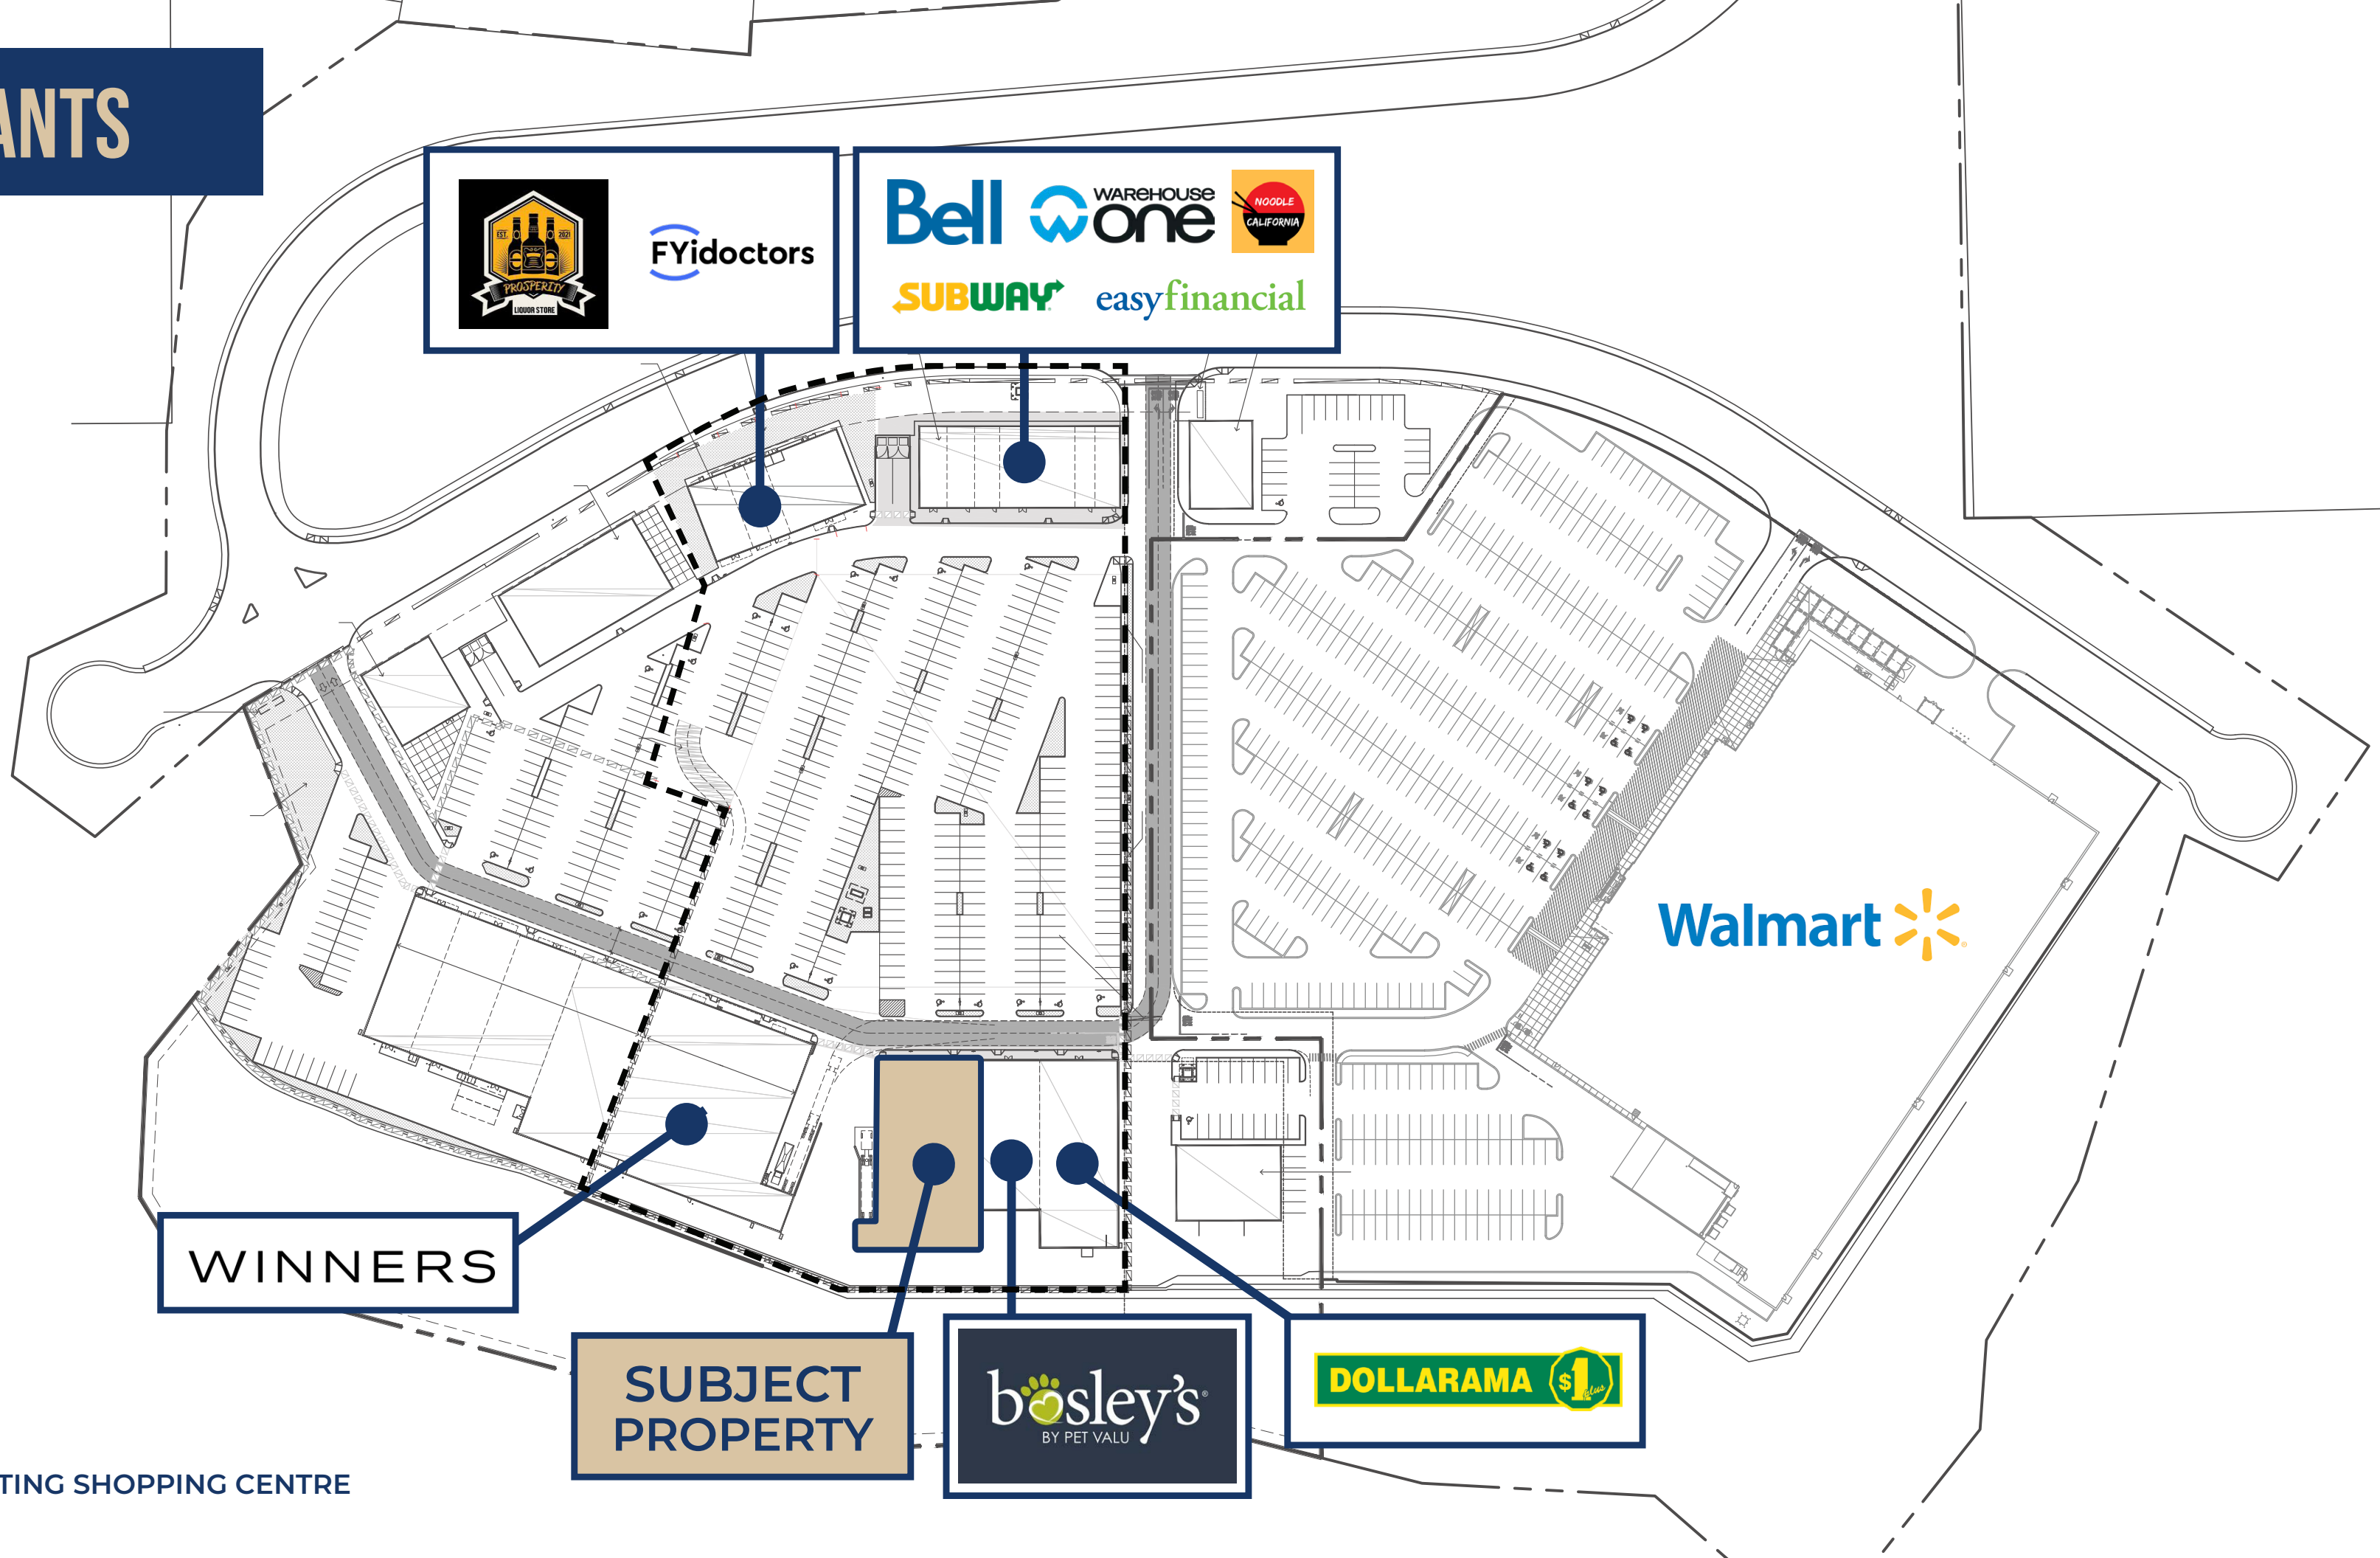 ANTS
EST.
2021
PROSPERITY
LIQUOR STORE
FYidoctors
Bell
WAREHOUSE
one
NOODLE
CALIFORNIA
SUBWAY
easyfinancial
Walmart
WINNERS
SUBJECT
PROPERTY
bosley's®
BY PET VALU
DOLLARAMA $1 plus
TING SHOPPING CENTRE